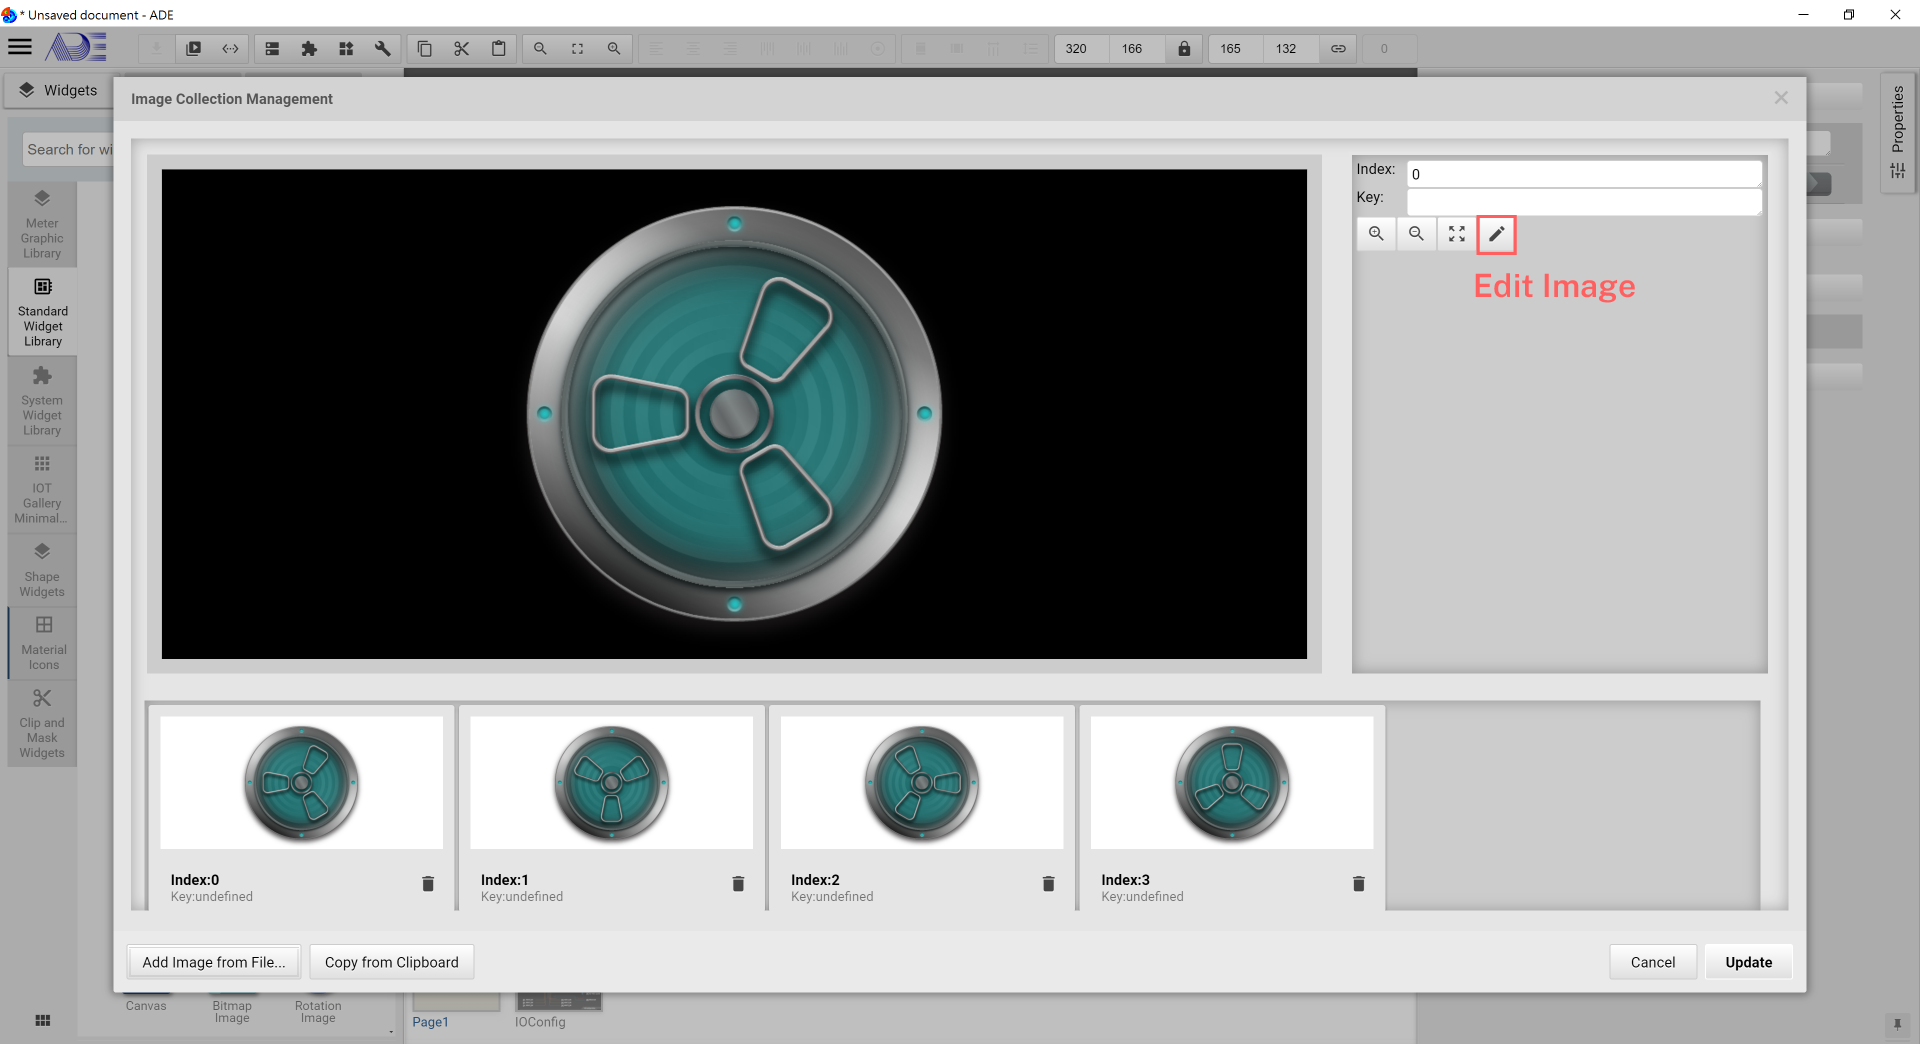 * Unsaved document - ADE
ADE
320
166
165
132
0
Widgets
Image Collection Management
Properties
Search for wi
Index:
0
Key:
Edit Image
Meter
Graphic
Library
Standard
Widget
Library
System
Widget
Library
IOT
Gallery
Minimal...
Shape
Widgets
Material
Icons
Clip and
Mask
Widgets
Index:0
Key:undefined
Index:1
Key:undefined
Index:2
Key:undefined
Index:3
Key:undefined
Add Image from File...
Copy from Clipboard
Cancel
Update
Canvas
Bitmap
Image
Rotation
Image
Page1
IOConfig